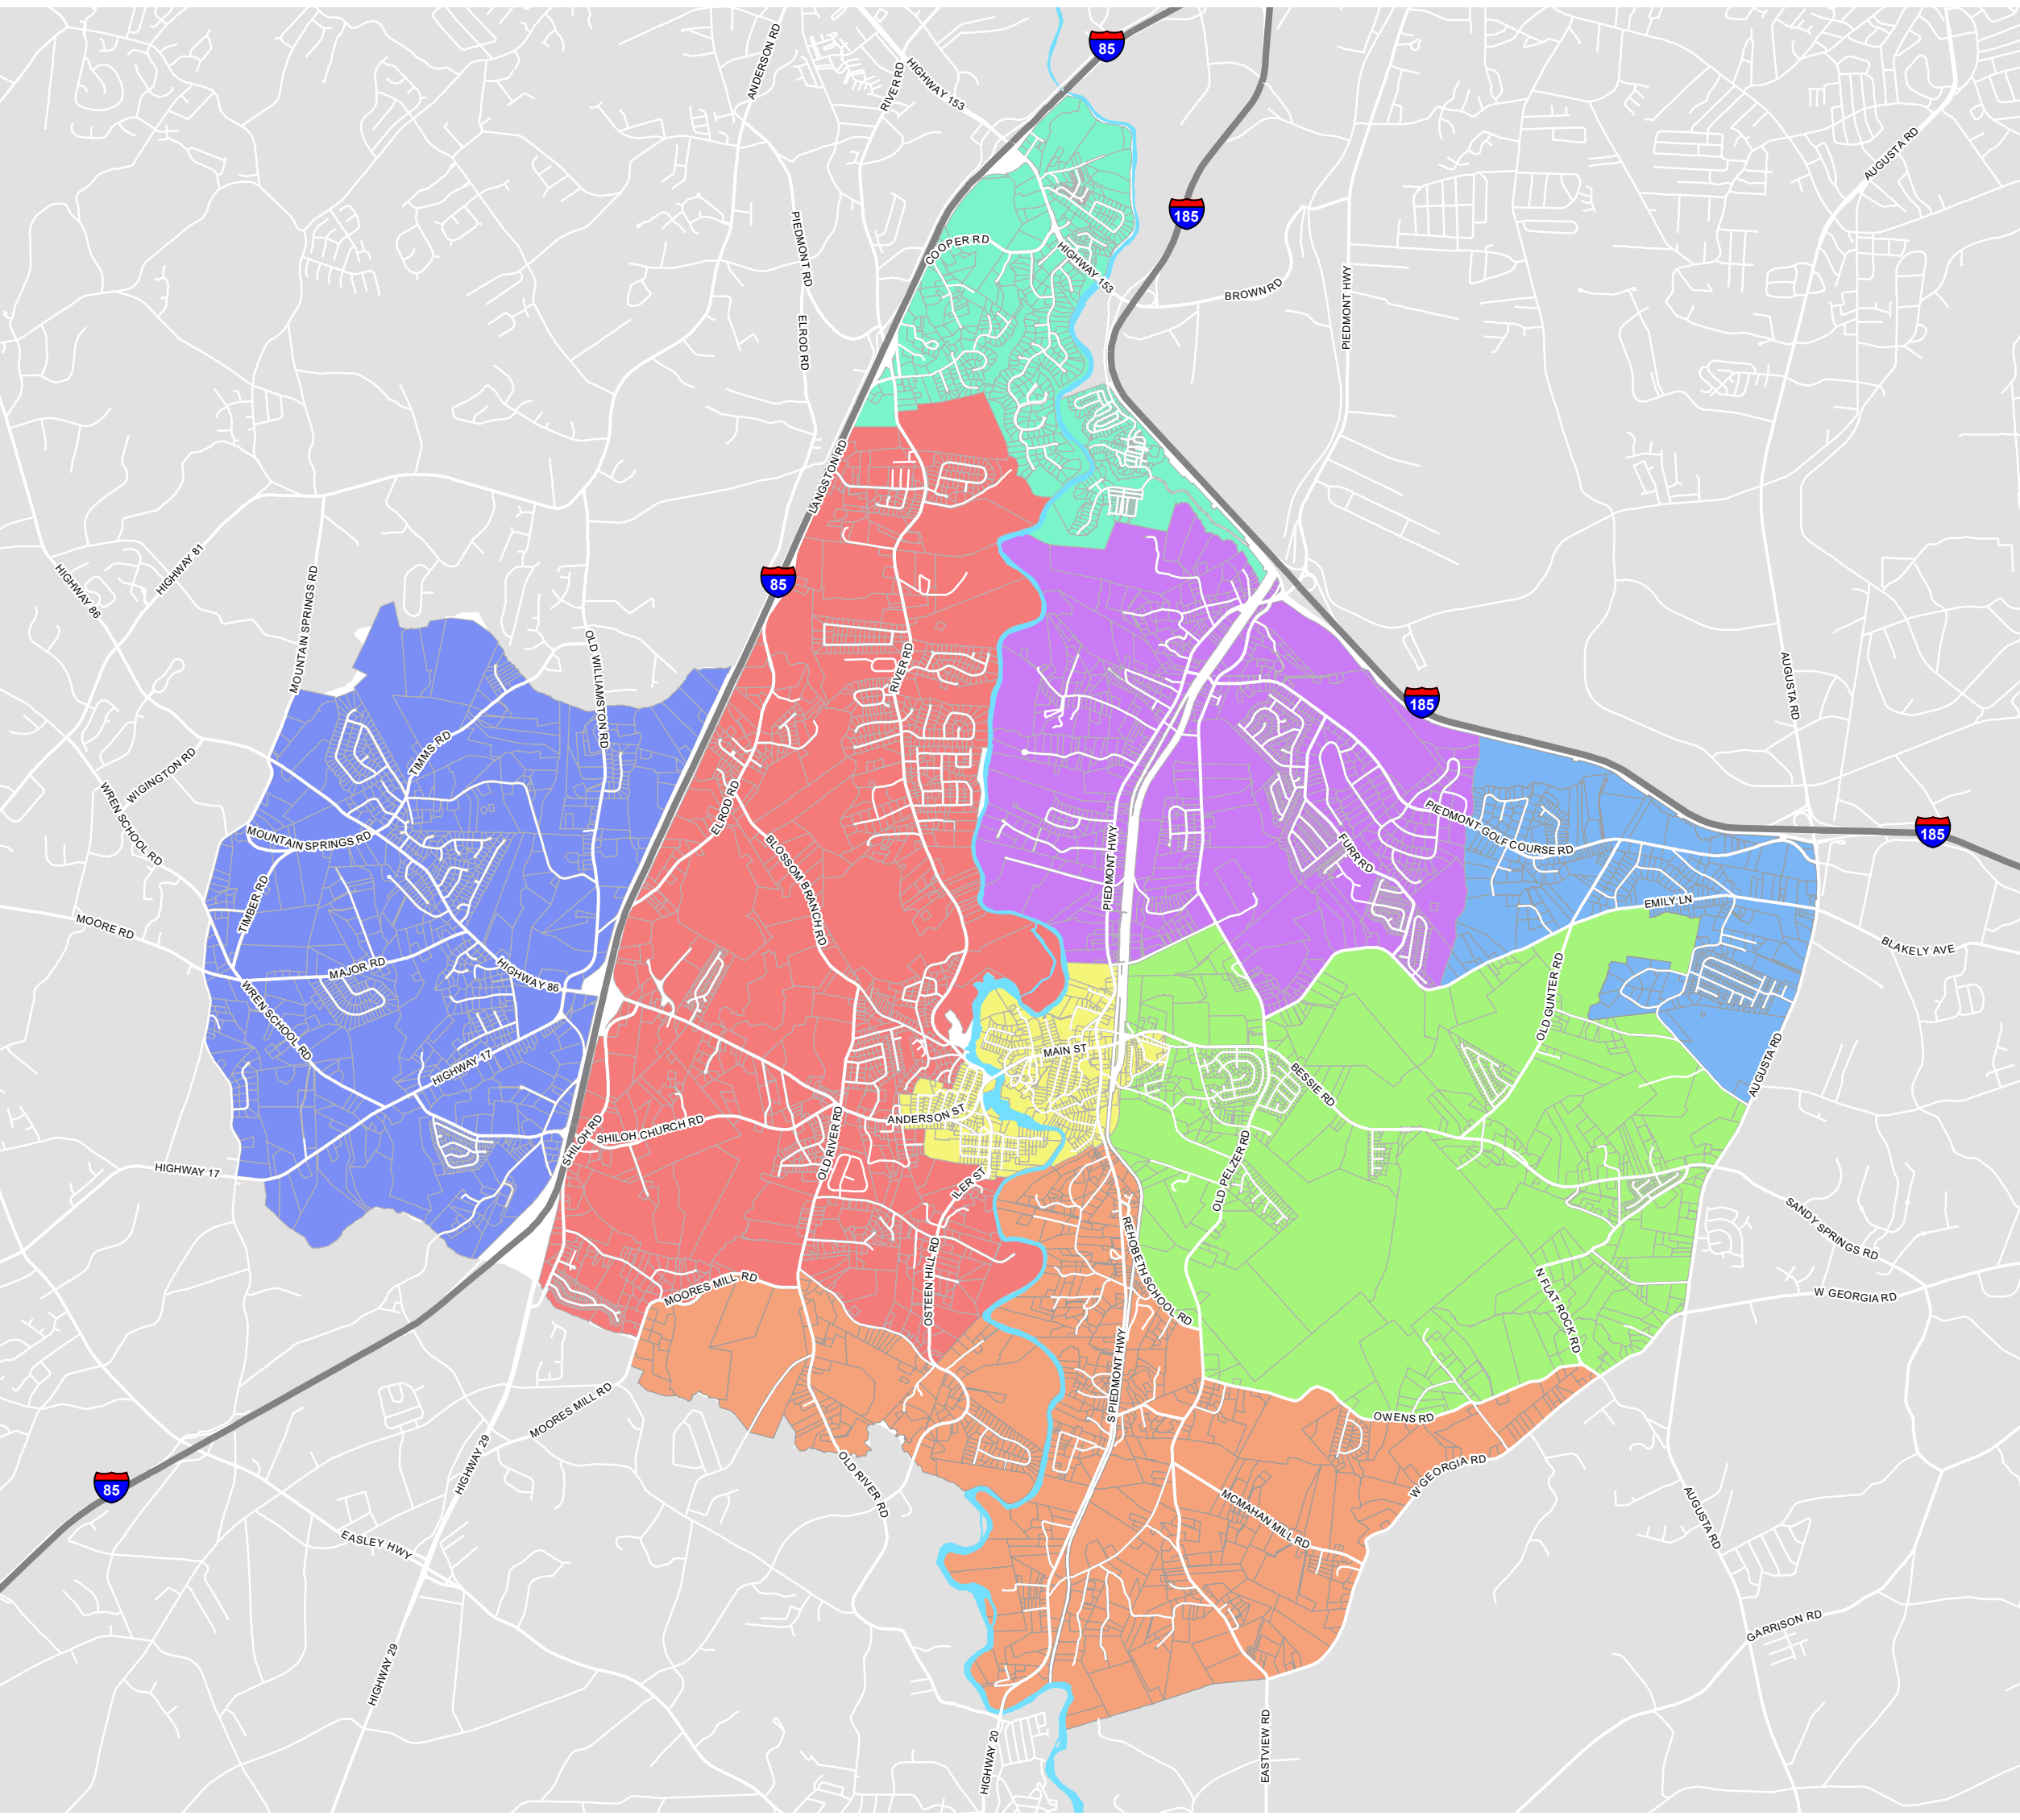 85
ANDERSON RD
RIVER RD
HIGHWAY 153
AUGUSTA RD
185
PIEDMONT RD
COOPER RD
HIGHWAY 153
BROWN RD
PIEDMONT HWY
ELROD RD
LANGSTON RD
HIGHWAY 81
HIGHWAY 86
85
MOUNTAIN SPRINGS RD
OLD WILLIAMSTON RD
RIVER RD
AUGUSTA RD
185
TIMMS RD
WIGINGTON RD
WREN SCHOOL RD
ELROD RD
MOUNTAIN SPRINGS RD
BLOSSOM BRANCH RD
PIEDMONT HWY
FURR RD
PIEDMONT GOLF COURSE RD
185
TIMBER RD
EMILY LN
MOORE RD
BLAKELY AVE
MAJOR RD
HIGHWAY 86
OLD GUNTER RD
WREN SCHOOL RD
MAIN ST
HIGHWAY 17
BESSIE RD
AUGUSTA RD
ANDERSON ST
SHILOH CHURCH RD
SHILOH RD
OLD RIVER RD
HIGHWAY 17
OLD PELZER RD
ILER ST
SANDY SPRINGS RD
REHOBETH SCHOOL RD
OSTEEN HILL RD
MOORES MILL RD
N FLAT ROCK RD
W GEORGIA RD
S PIEDMONT HWY
MOORES MILL RD
OWENS RD
HIGHWAY 29
W GEORGIA RD
85
OLD RIVER RD
MCMAHAN MILL RD
AUGUSTA RD
EASLEY HWY
GARRISON RD
HIGHWAY 29
HIGHWAY 20
EASTVIEW RD